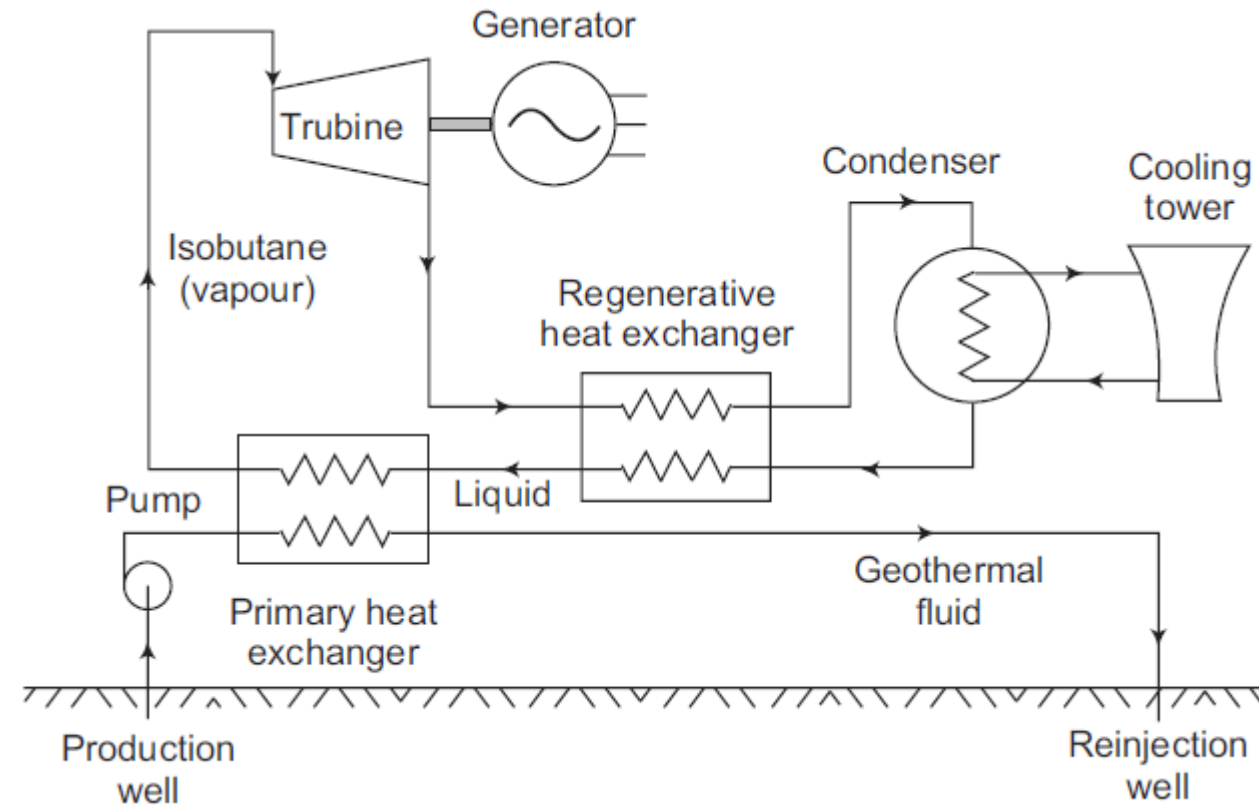 Generator
Trubine
Condenser
Cooling
tower
Isobutane
(vapour)
Regenerative
heat exchanger
Pump
Liquid
Geothermal
fluid
Primary heat
exchanger
Production
well
Reinjection
well